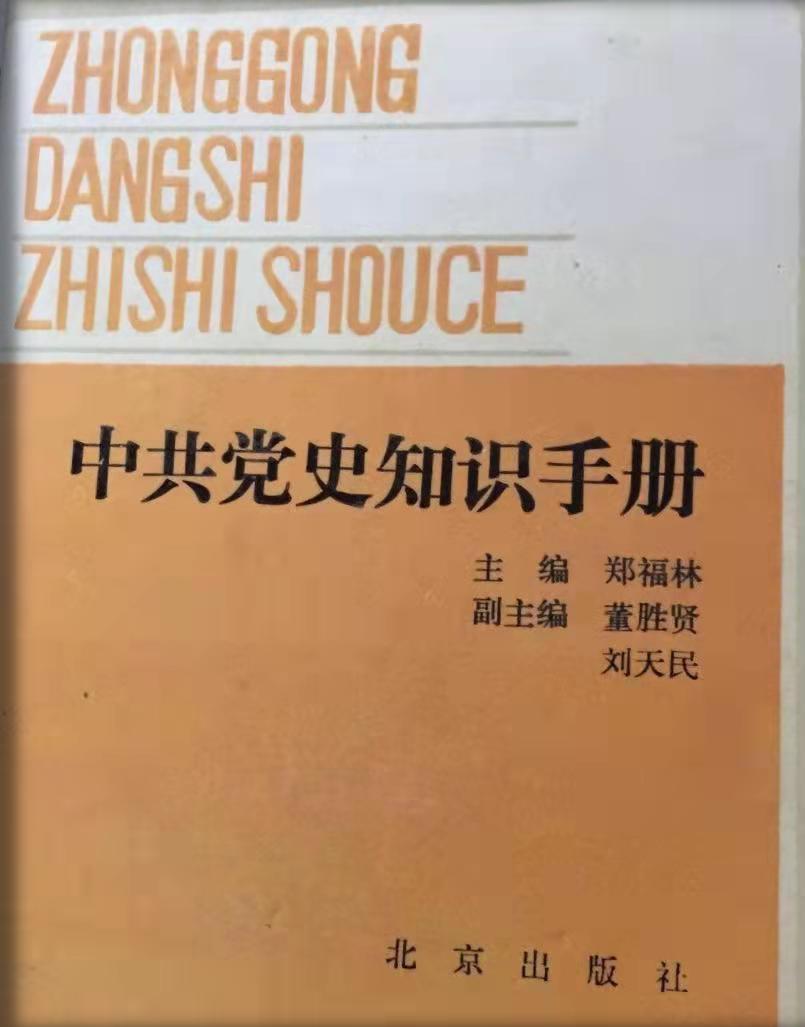 ZHONGGONG
DANGSHI
ZHISHI SHOUCE
中共党史知识手册
主 编 郑福林
副主编 董胜贤
刘天民
北京出版社